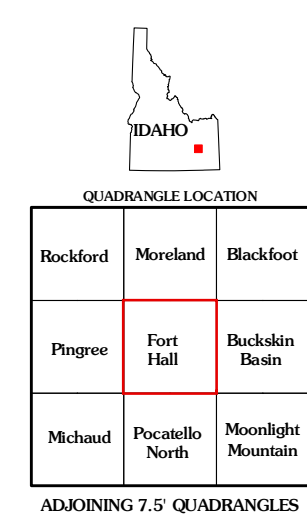 IDAHO
QUADRANGLE LOCATION
Rockford Moreland Blackfoot
Pingree Fort Hall Buckskin Basin
Michaud Pocatello North Moonlight Mountain
ADJOINING 7.5' QUADRANGLES